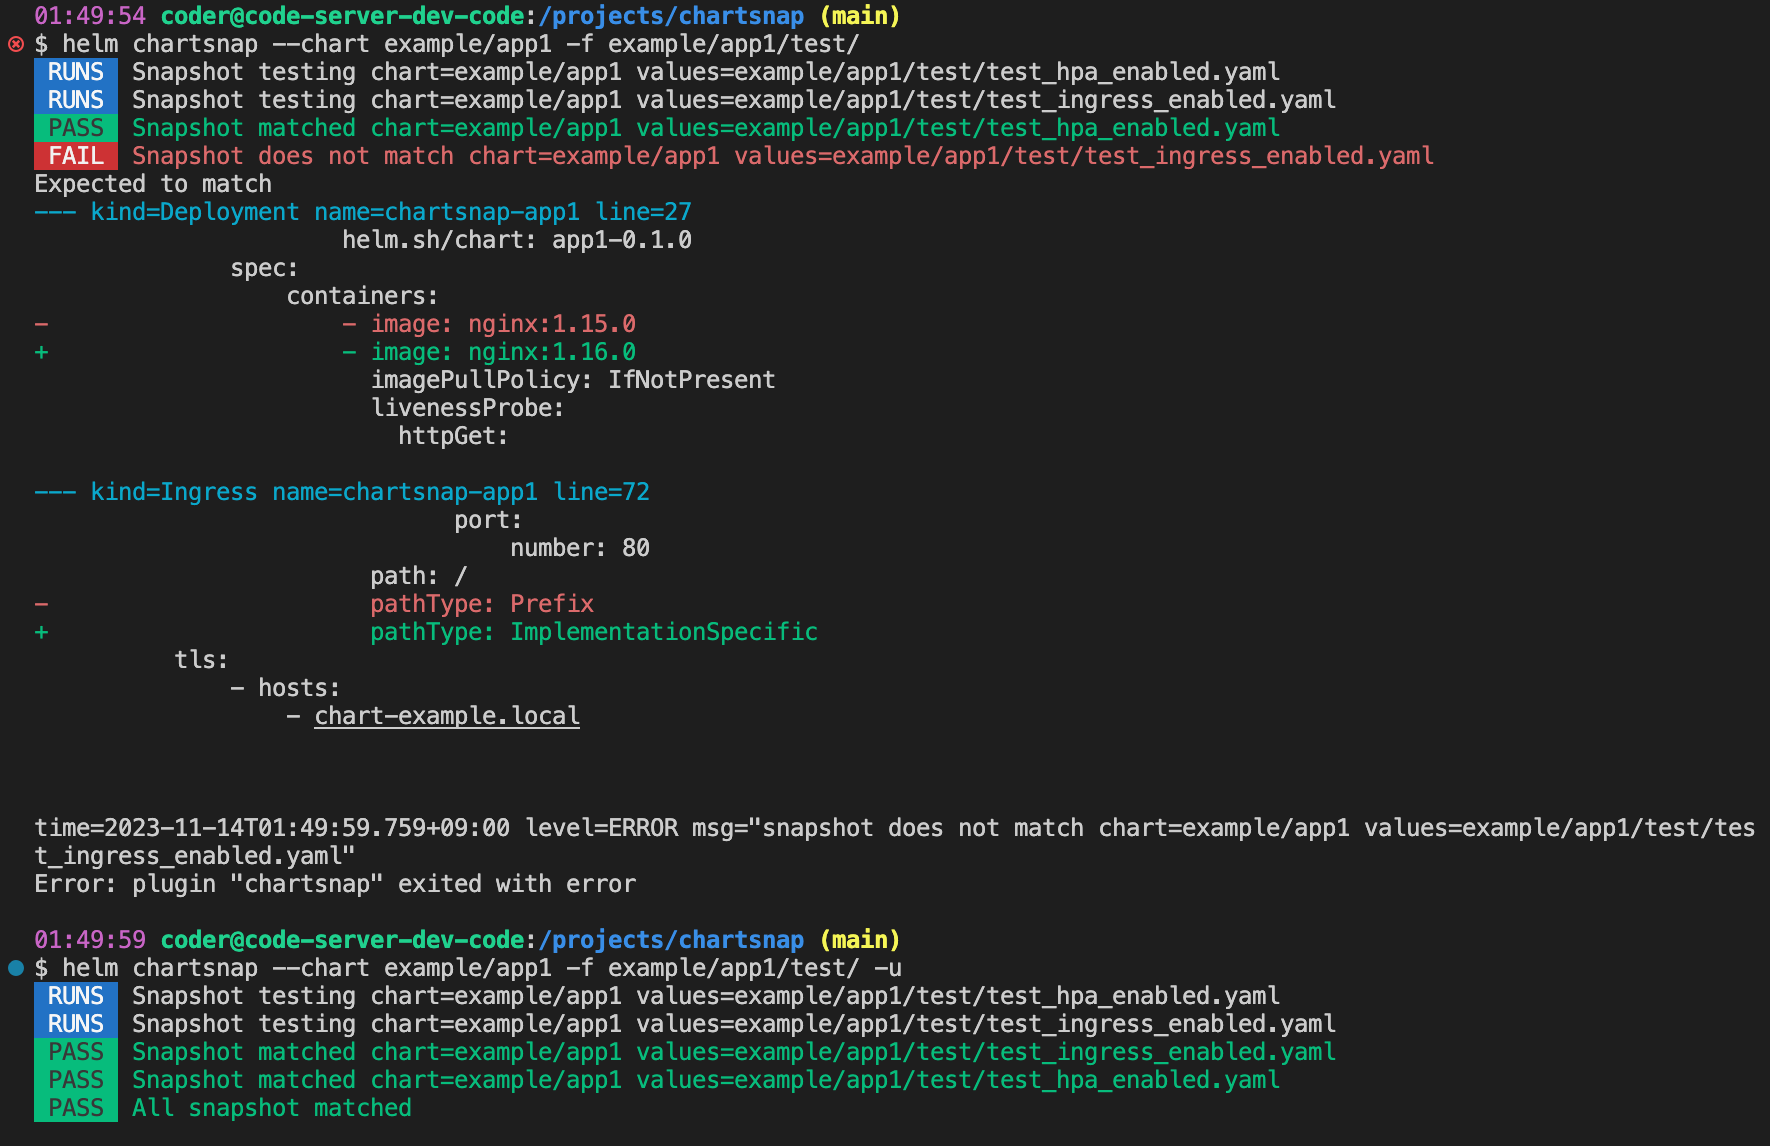 01:49:54 coder@code-server-dev-code:/projects/chartsnap (main)
$ helm chartsnap --chart example/app1 -f example/app1/test/
RUNS Snapshot testing chart=example/app1 values=example/app1/test/test_hpa_enabled.yaml
RUNS Snapshot testing chart=example/app1 values=example/app1/test/test_ingress_enabled.yaml
PASS Snapshot matched chart=example/app1 values=example/app1/test/test_hpa_enabled.yaml
FAIL Snapshot does not match chart=example/app1 values=example/app1/test/test_ingress_enabled.yaml
Expected to match
--- kind=Deployment name=chartsnap-app1 line=27
                      helm.sh/chart: app1-0.1.0
              spec:
                  containers:
-                     - image: nginx:1.15.0
+                     - image: nginx:1.16.0
                        imagePullPolicy: IfNotPresent
                        livenessProbe:
                          httpGet:

--- kind=Ingress name=chartsnap-app1 line=72
                              port:
                                  number: 80
                        path: /
-                       pathType: Prefix
+                       pathType: ImplementationSpecific
          tls:
              - hosts:
                  - chart-example.local

time=2023-11-14T01:49:59.759+09:00 level=ERROR msg="snapshot does not match chart=example/app1 values=example/app1/test/tes
t_ingress_enabled.yaml"
Error: plugin "chartsnap" exited with error

01:49:59 coder@code-server-dev-code:/projects/chartsnap (main)
$ helm chartsnap --chart example/app1 -f example/app1/test/ -u
RUNS Snapshot testing chart=example/app1 values=example/app1/test/test_hpa_enabled.yaml
RUNS Snapshot testing chart=example/app1 values=example/app1/test/test_ingress_enabled.yaml
PASS Snapshot matched chart=example/app1 values=example/app1/test/test_ingress_enabled.yaml
PASS Snapshot matched chart=example/app1 values=example/app1/test/test_hpa_enabled.yaml
PASS All snapshot matched